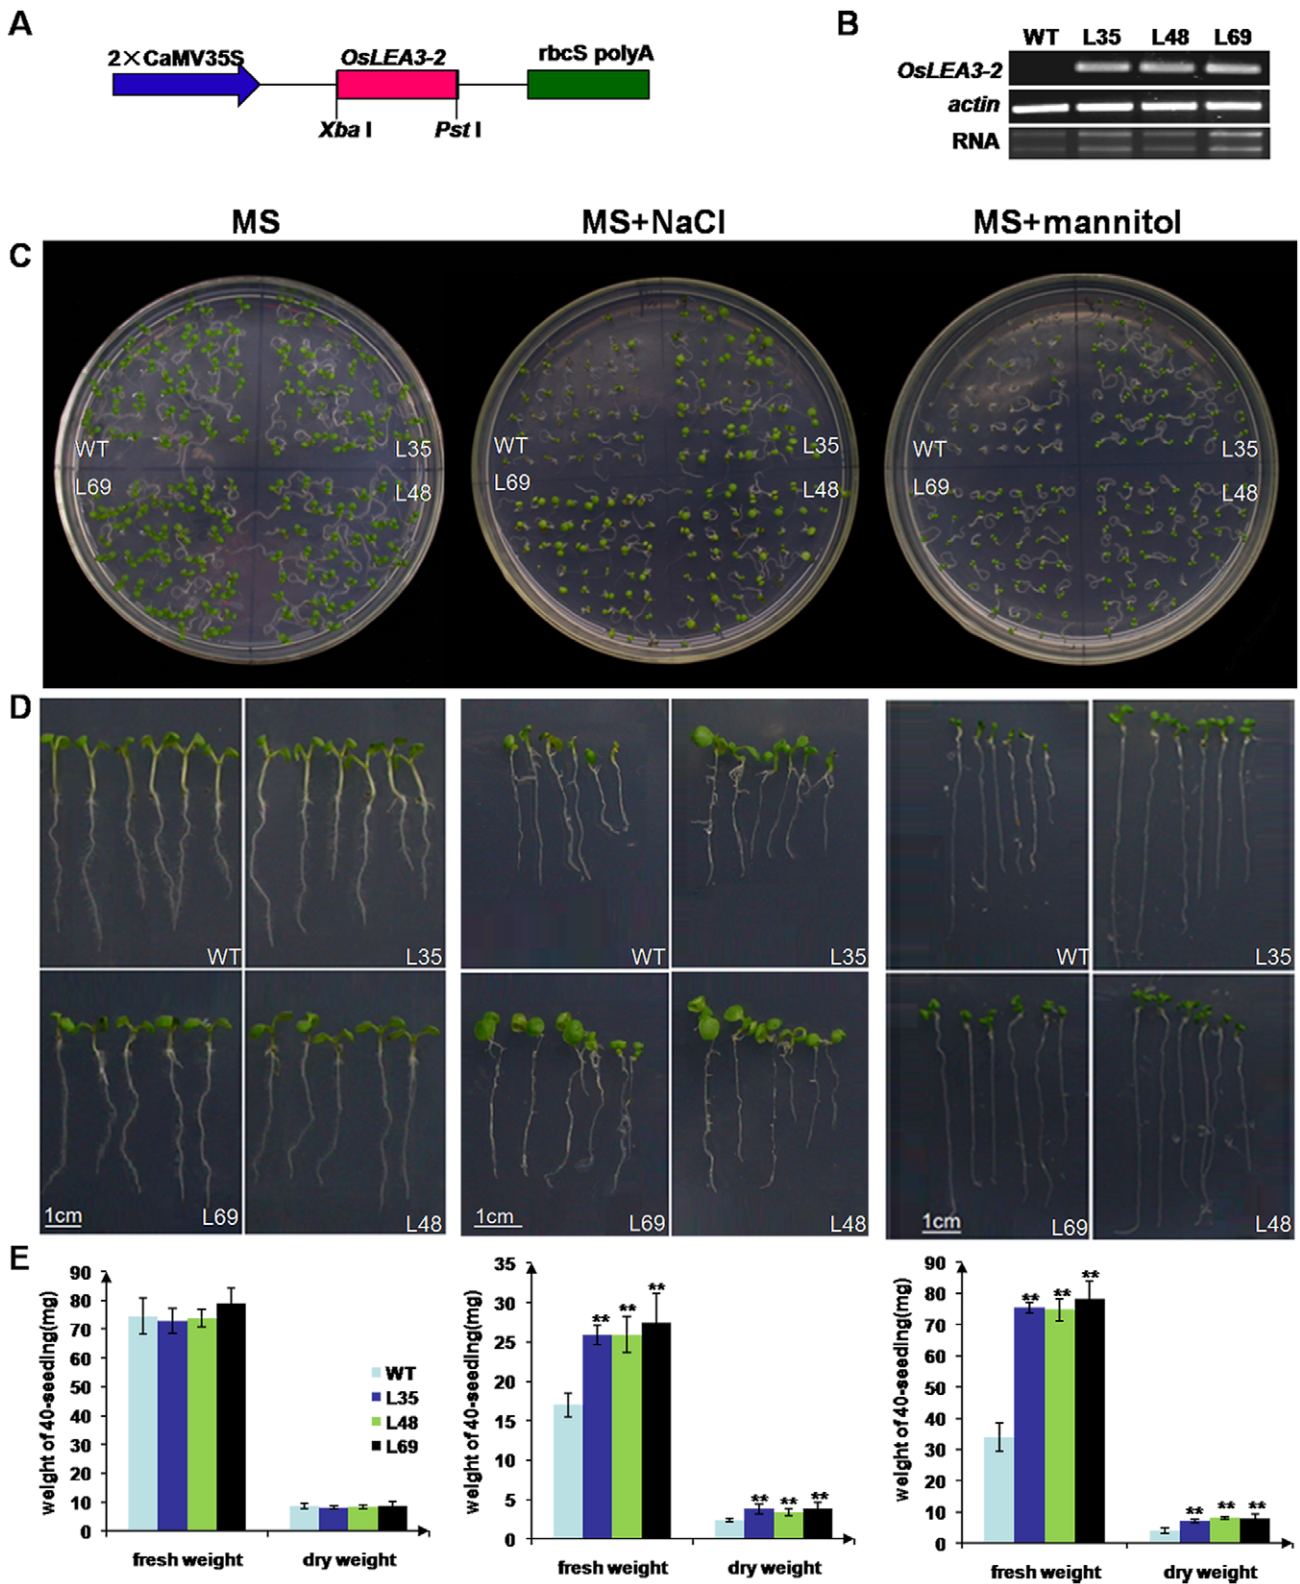 A
2×CaMV35S
OsLEA3-2
rbcS polyA
Xba I
Pst I
B
WT L35 L48 L69
OsLEA3-2
actin
RNA
MS
MS+NaCl
MS+mannitol
C
WT
L35
L69
L48
WT
L35
L69
L48
WT
L35
L69
L48
D
WT
L35
WT
L35
WT
L35
1cm
L69
L48
1cm
L69
L48
1cm
L69
L48
E
weight of 40-seeding(mg)
90
80
70
60
50
40
30
20
10
0
WT
L35
L48
L69
fresh weight
dry weight
weight of 40-seeding(mg)
35
30
25
20
15
10
5
0
** ** **
** ** **
fresh weight
dry weight
weight of 40-seeding(mg)
90
80
70
60
50
40
30
20
10
0
** ** **
** ** **
fresh weight
dry weight